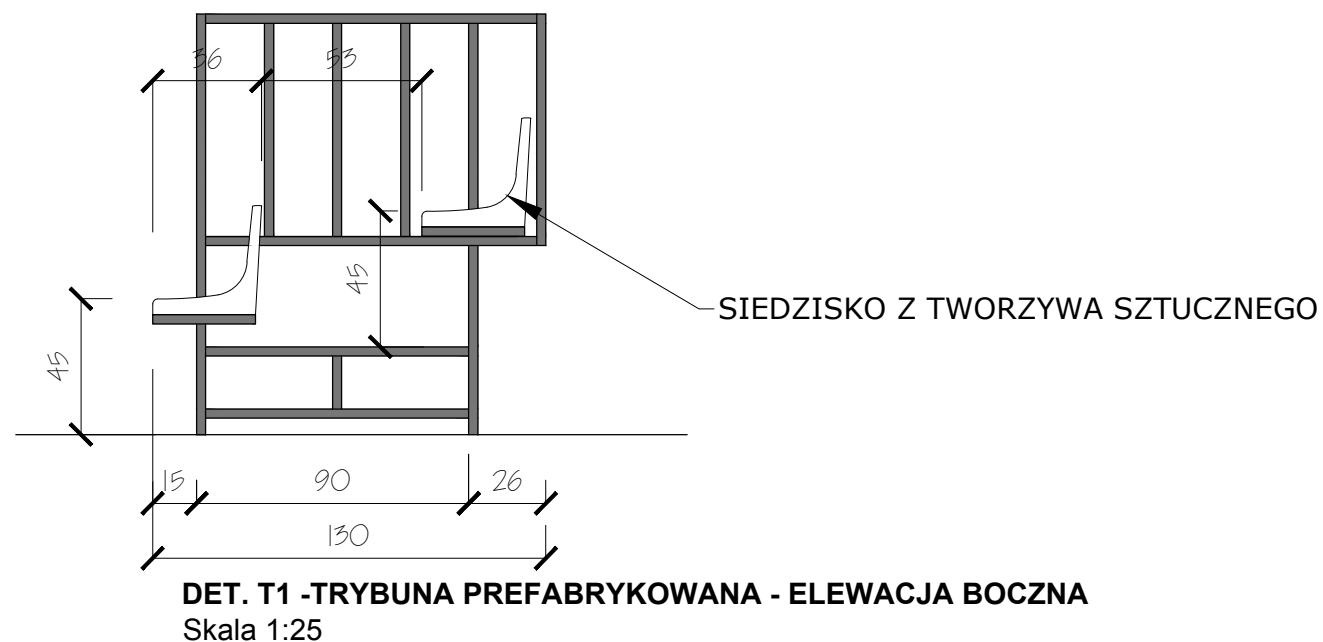 36 53
45
SIEDZISKO Z TWORZYWA SZTUCZNEGO
45
15 90 26
130
DET. T1 -TRYBUNA PREFABRYKOWANA - ELEWACJA BOCZNA
Skala 1:25